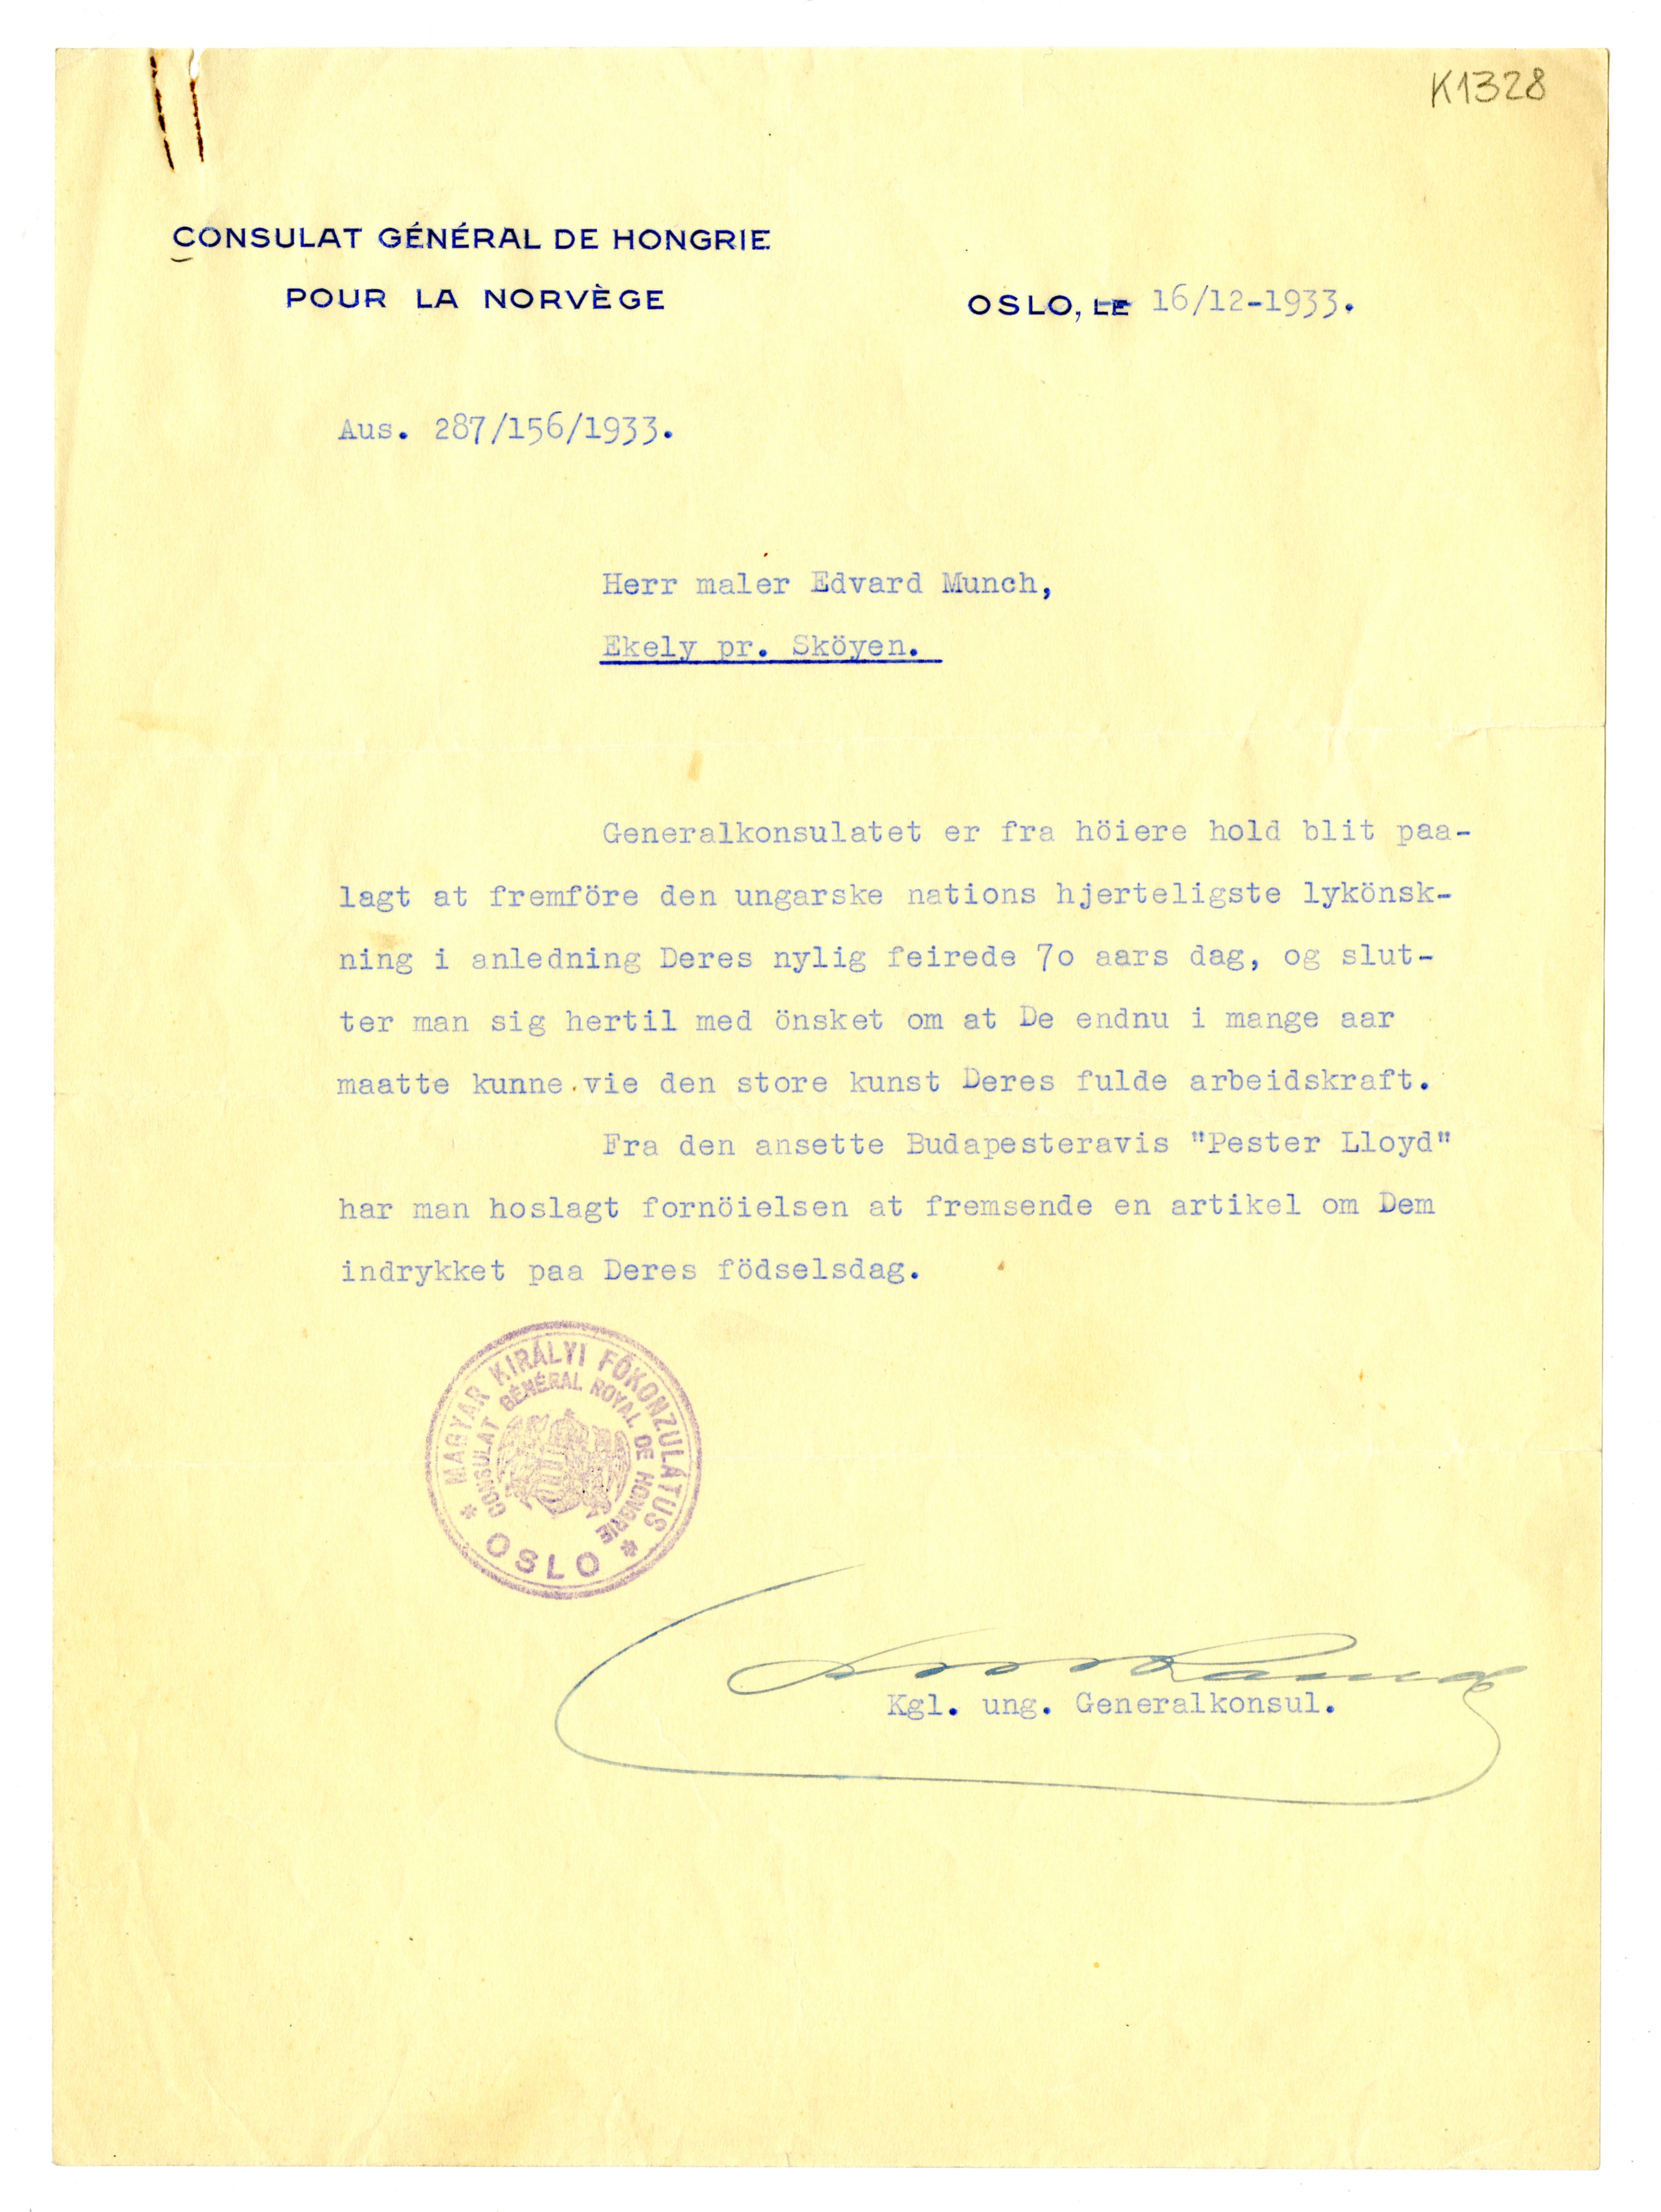 K1328
CONSULAT GÉNÉRAL DE HONGRIE
POUR LA NORVÈGE
OSLO, LE 16/12-1933.
Aus. 287/156/1933.
Herr maler Edvard Munch,
Ekely pr. Sköyen.
Generalkonsulatet er fra höiere hold blit paa-
lagt at fremföre den ungarske nations hjerteligste lykönsk-
ning i anledning Deres nylig feirede 7o aars dag, og slut-
ter man sig hertil med önsket om at De endnu i mange aar
maatte kunne vie den store kunst Deres fulde arbeidskraft.
Fra den ansette Budapesteravis "Pester Lloyd"
har man hoslagt fornöielsen at fremsende en artikel om Dem
indrykket paa Deres födselsdag.
* MAGYAR KIRÁLYI FŐKONZULÁTUS *
CONSULAT GÉNÉRAL ROYAL DE HONGRIE
OSLO
Kgl. ung. Generalkonsul.